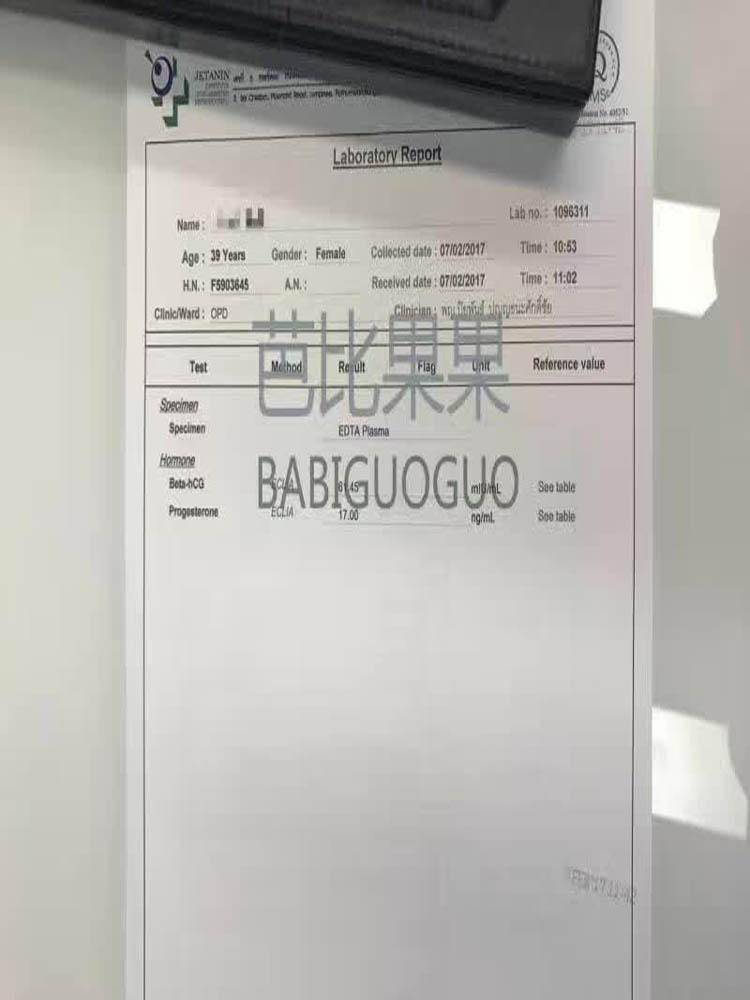 JETANIN
Laboratory Report
Name :
Lab no. : 1096311
Age : 39 Years Gender : Female Collected date : 07/02/2017 Time : 10:53
H.N. : F5903645 A.N. : Received date : 07/02/2017 Time : 11:02
Clinic/Ward : OPD Clinician :
芭比果果
Test Method Result Flag Unit Reference value
Specimen
Specimen EDTA Plasma
Hormone
BABIGUOGUO
Beta-hCG ECLIA mIU/mL See table
Progesterone ECLIA 17.00 ng/mL See table